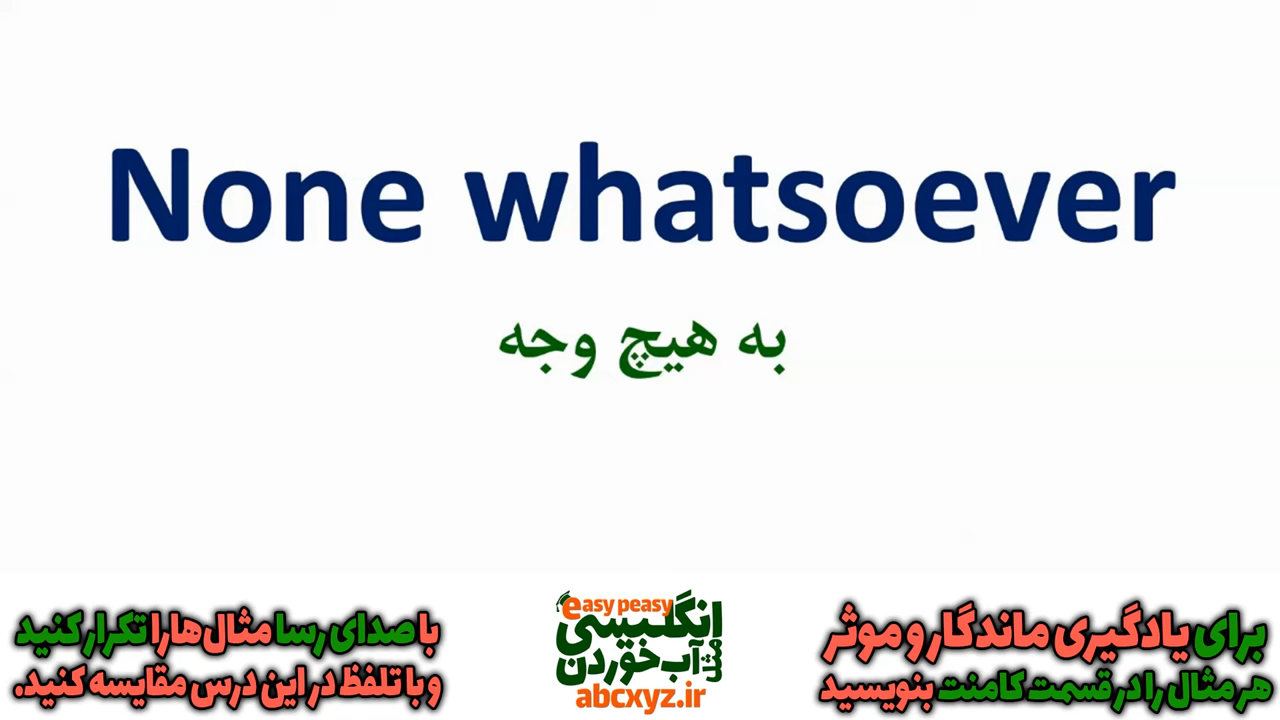 None whatsoever
به هیچ وجه
برای یادگیری ماندگار و موثر
هر مثال را در قسمت کامنت بنویسید
easy peasy
انگلیسی
مثل آب خوردن
abcxyz.ir
با صدای رسا مثال‌ها را تکرار کنید
و با تلفظ در این درس مقایسه کنید.